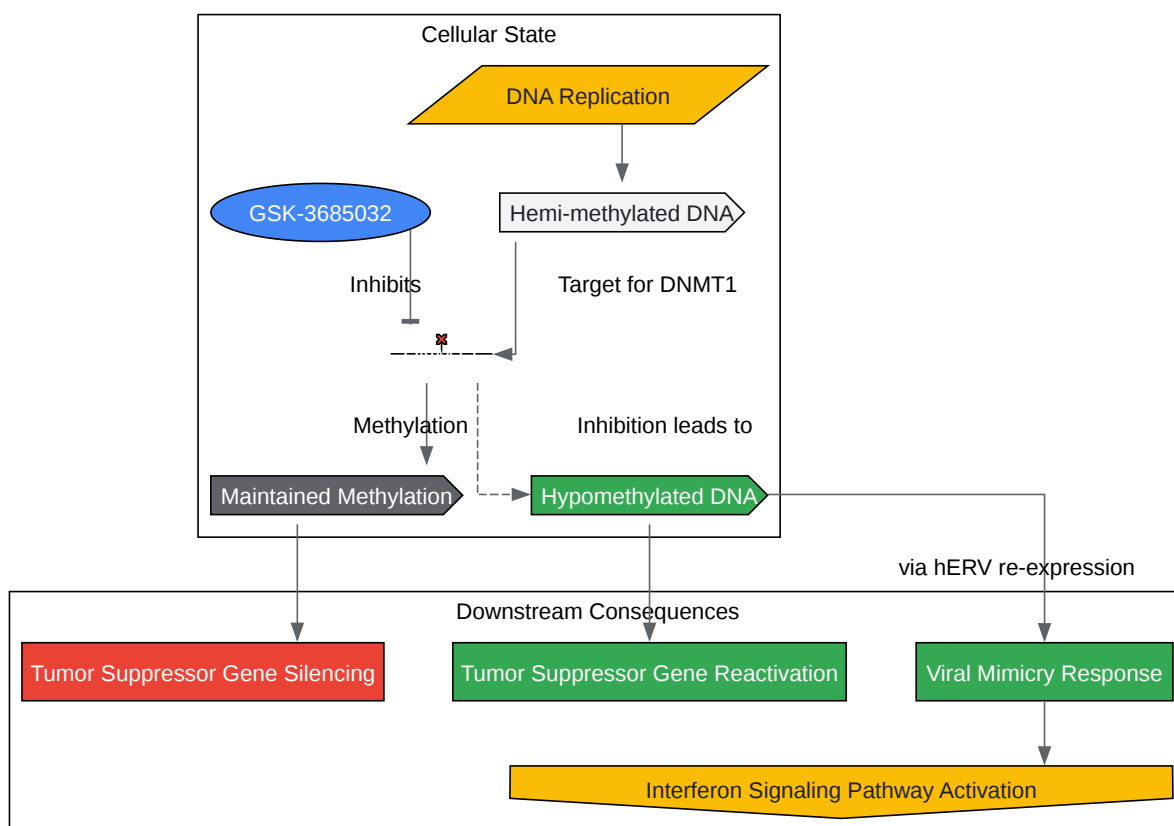 Cellular State
DNA Replication
GSK-3685032
Hemi-methylated DNA
Inhibits
Target for DNMT1
Methylation
Inhibition leads to
Maintained Methylation
Hypomethylated DNA
via hERV re-expression
Downstream Consequences
Tumor Suppressor Gene Silencing
Tumor Suppressor Gene Reactivation
Viral Mimicry Response
Interferon Signaling Pathway Activation